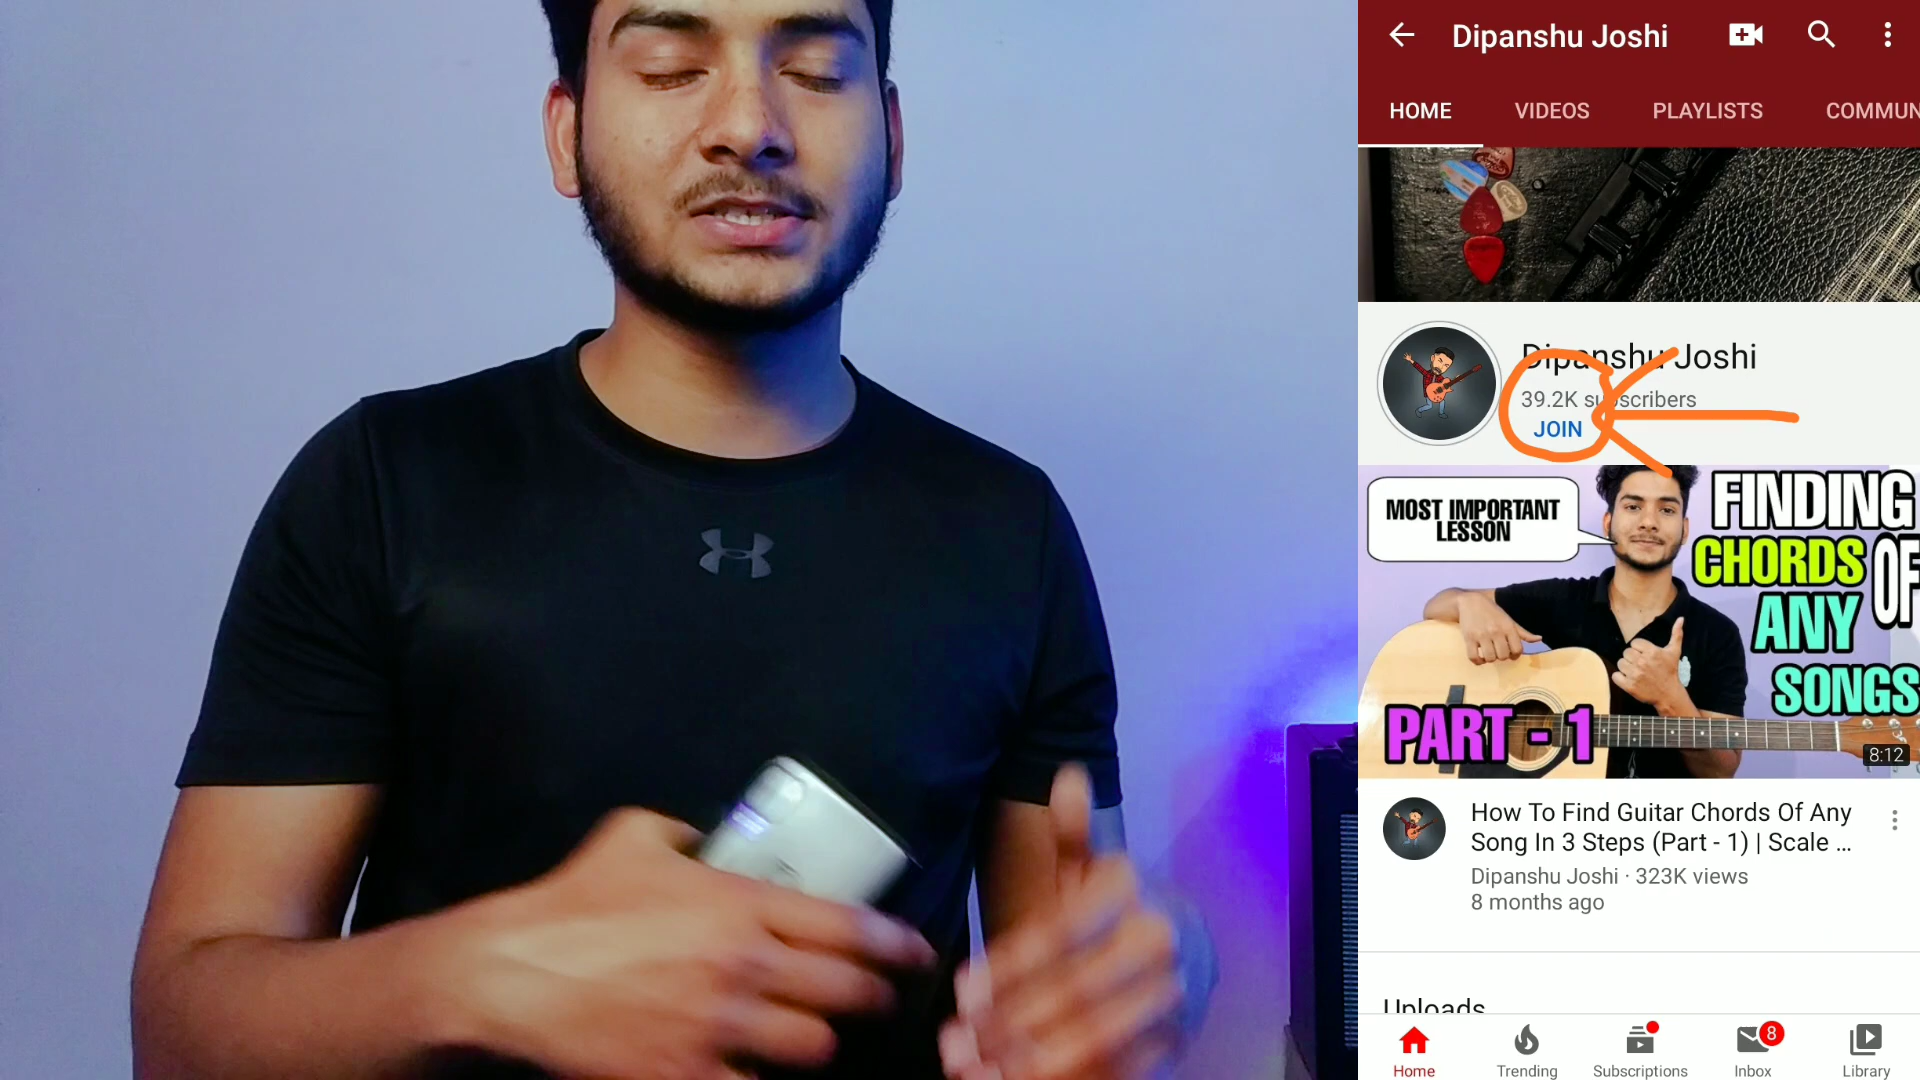 Dipanshu Joshi
HOME VIDEOS PLAYLISTS COMMUN
Dipanshu Joshi
39.2K subscribers
JOIN
MOST IMPORTANT
LESSON
FINDING
CHORDS OF
ANY
SONGS
PART - 1
8:12
How To Find Guitar Chords Of Any
Song In 3 Steps (Part - 1) | Scale ...
Dipanshu Joshi · 323K views
8 months ago
Uploads
8
Home Trending Subscriptions Inbox Library